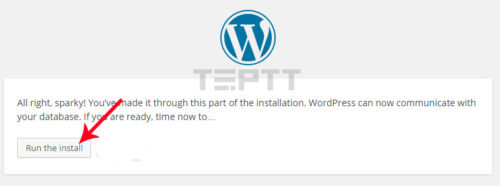 TEPTT
All right, sparky! You've made it through this part of the installation. WordPress can now communicate with
your database. If you are ready, time now to…
Run the install